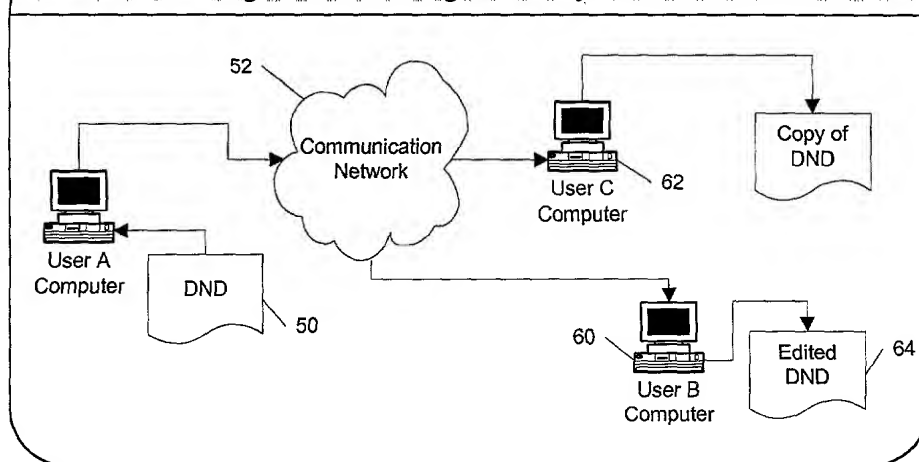 52
Communication
Network
User C
Computer
62
Copy of
DND
User A
Computer
DND
50
60
User B
Computer
Edited
DND
64